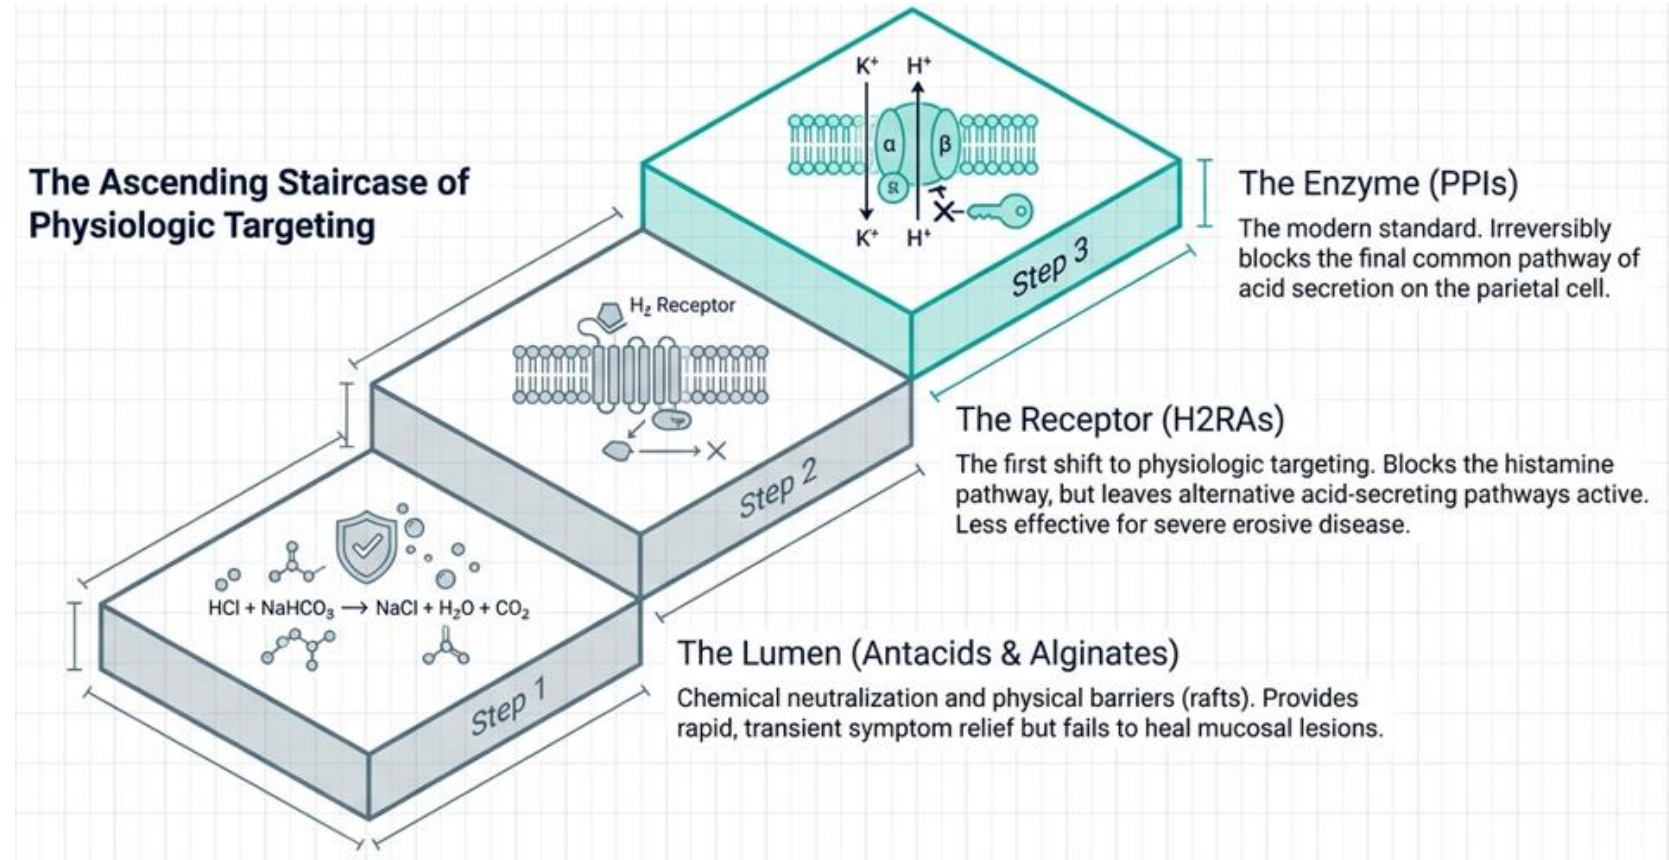 The Ascending Staircase of
Physiologic Targeting
K⁺ H⁺
α β
K⁺ H⁺
Step 3
The Enzyme (PPIs)
The modern standard. Irreversibly
blocks the final common pathway of
acid secretion on the parietal cell.
H₂ Receptor
Step 2
The Receptor (H2RAs)
The first shift to physiologic targeting. Blocks the histamine
pathway, but leaves alternative acid-secreting pathways active.
Less effective for severe erosive disease.
HCl + NaHCO₃ → NaCl + H₂O + CO₂
Step 1
The Lumen (Antacids & Alginates)
Chemical neutralization and physical barriers (rafts). Provides
rapid, transient symptom relief but fails to heal mucosal lesions.